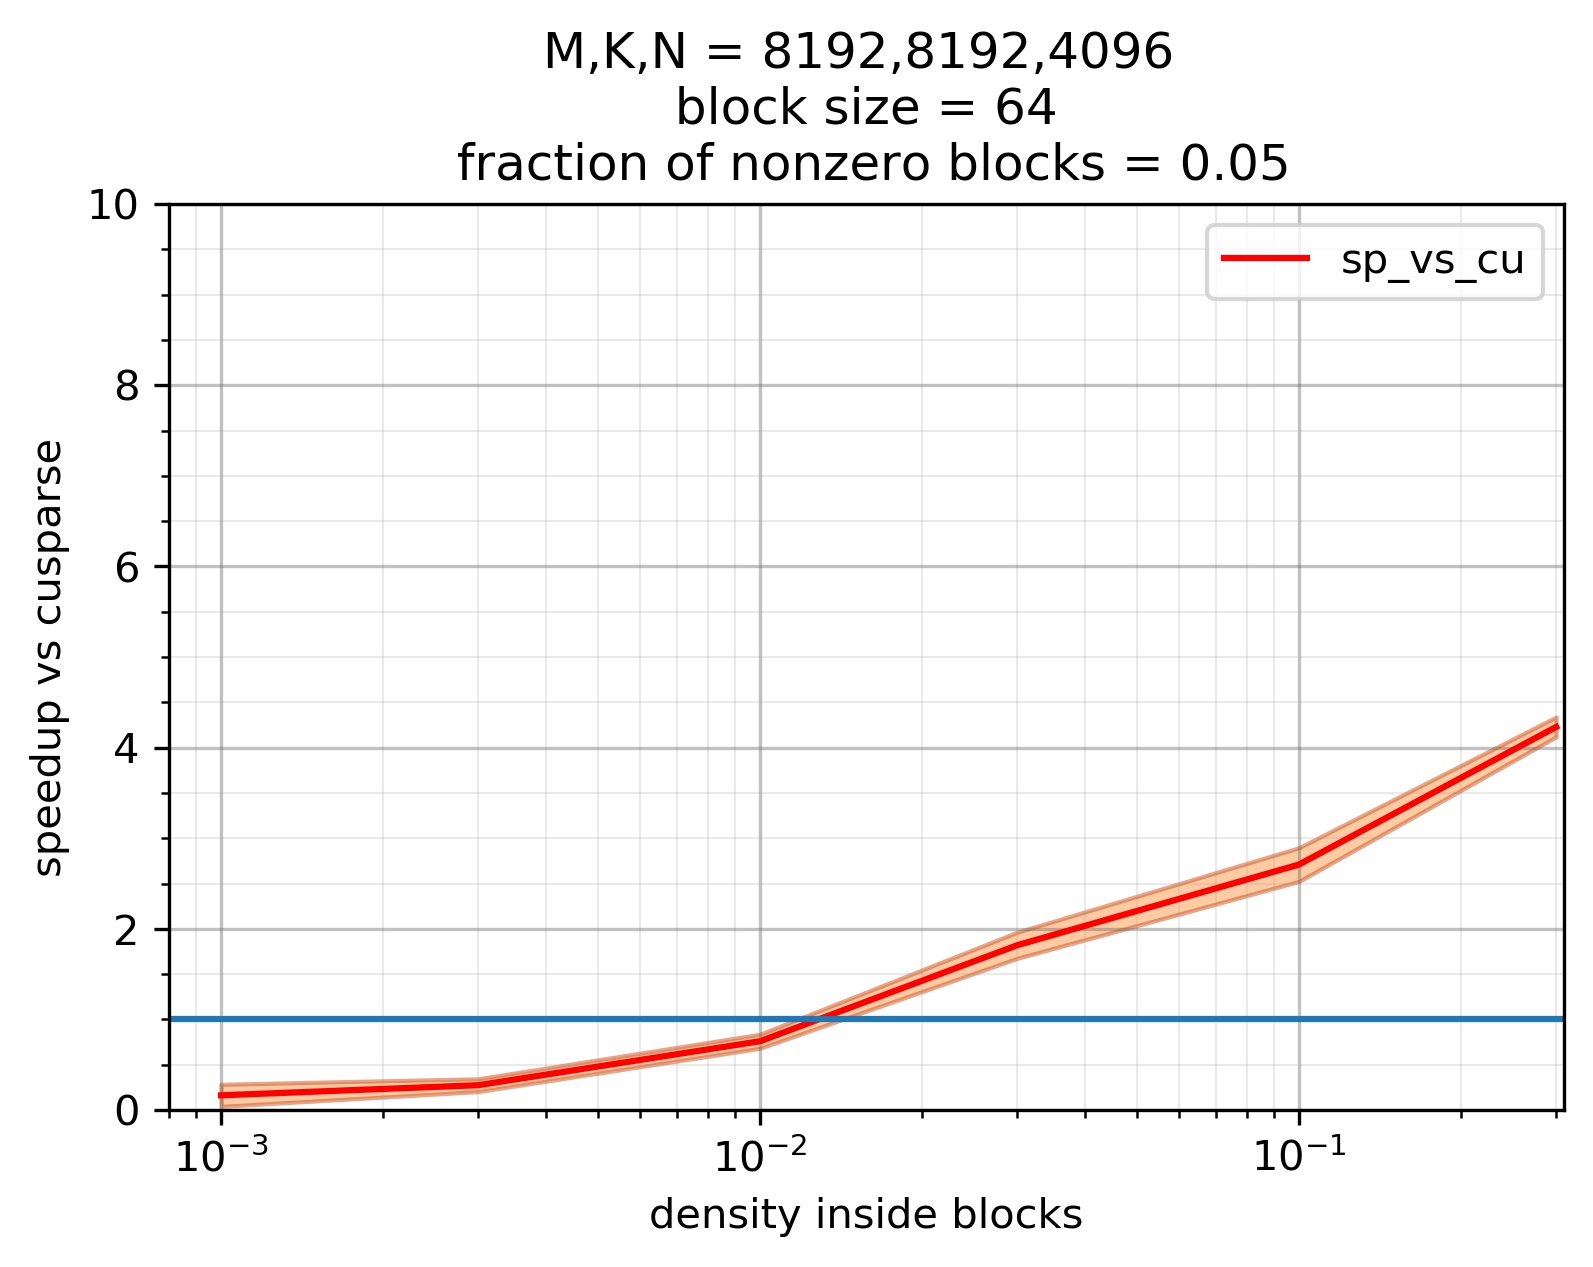 M,K,N = 8192,8192,4096
block size = 64
fraction of nonzero blocks = 0.05
10
8
6
4
2
0
speedup vs cusparse
sp_vs_cu
10⁻³
10⁻²
10⁻¹
density inside blocks